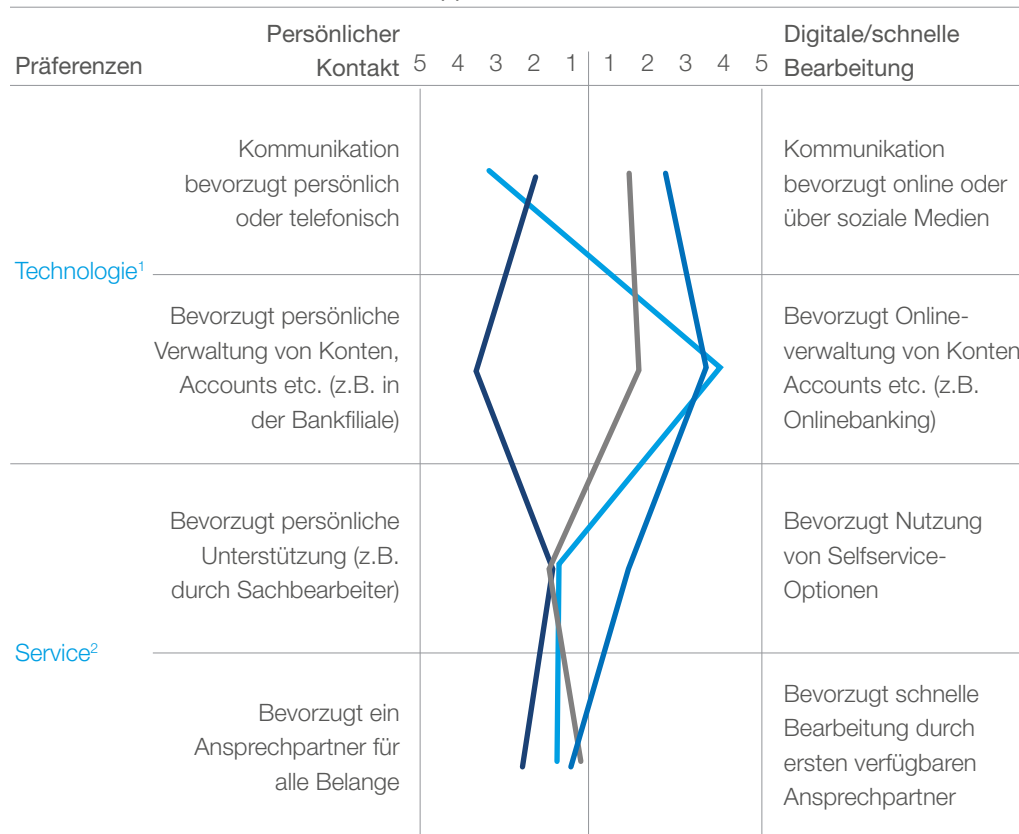 Präferenzen
Persönlicher
Kontakt
5 4 3 2 1 1 2 3 4 5
Digitale/schnelle
Bearbeitung
Technologie¹
Kommunikation
bevorzugt persönlich
oder telefonisch
Kommunikation
bevorzugt online oder
über soziale Medien
Bevorzugt persönliche
Verwaltung von Konten,
Accounts etc. (z.B. in
der Bankfiliale)
Bevorzugt Online-
verwaltung von Konten
Accounts etc. (z.B.
Onlinebanking)
Service²
Bevorzugt persönliche
Unterstützung (z.B.
durch Sachbearbeiter)
Bevorzugt Nutzung
von Selfservice-
Optionen
Bevorzugt ein
Ansprechpartner für
alle Belange
Bevorzugt schnelle
Bearbeitung durch
ersten verfügbaren
Ansprechpartner